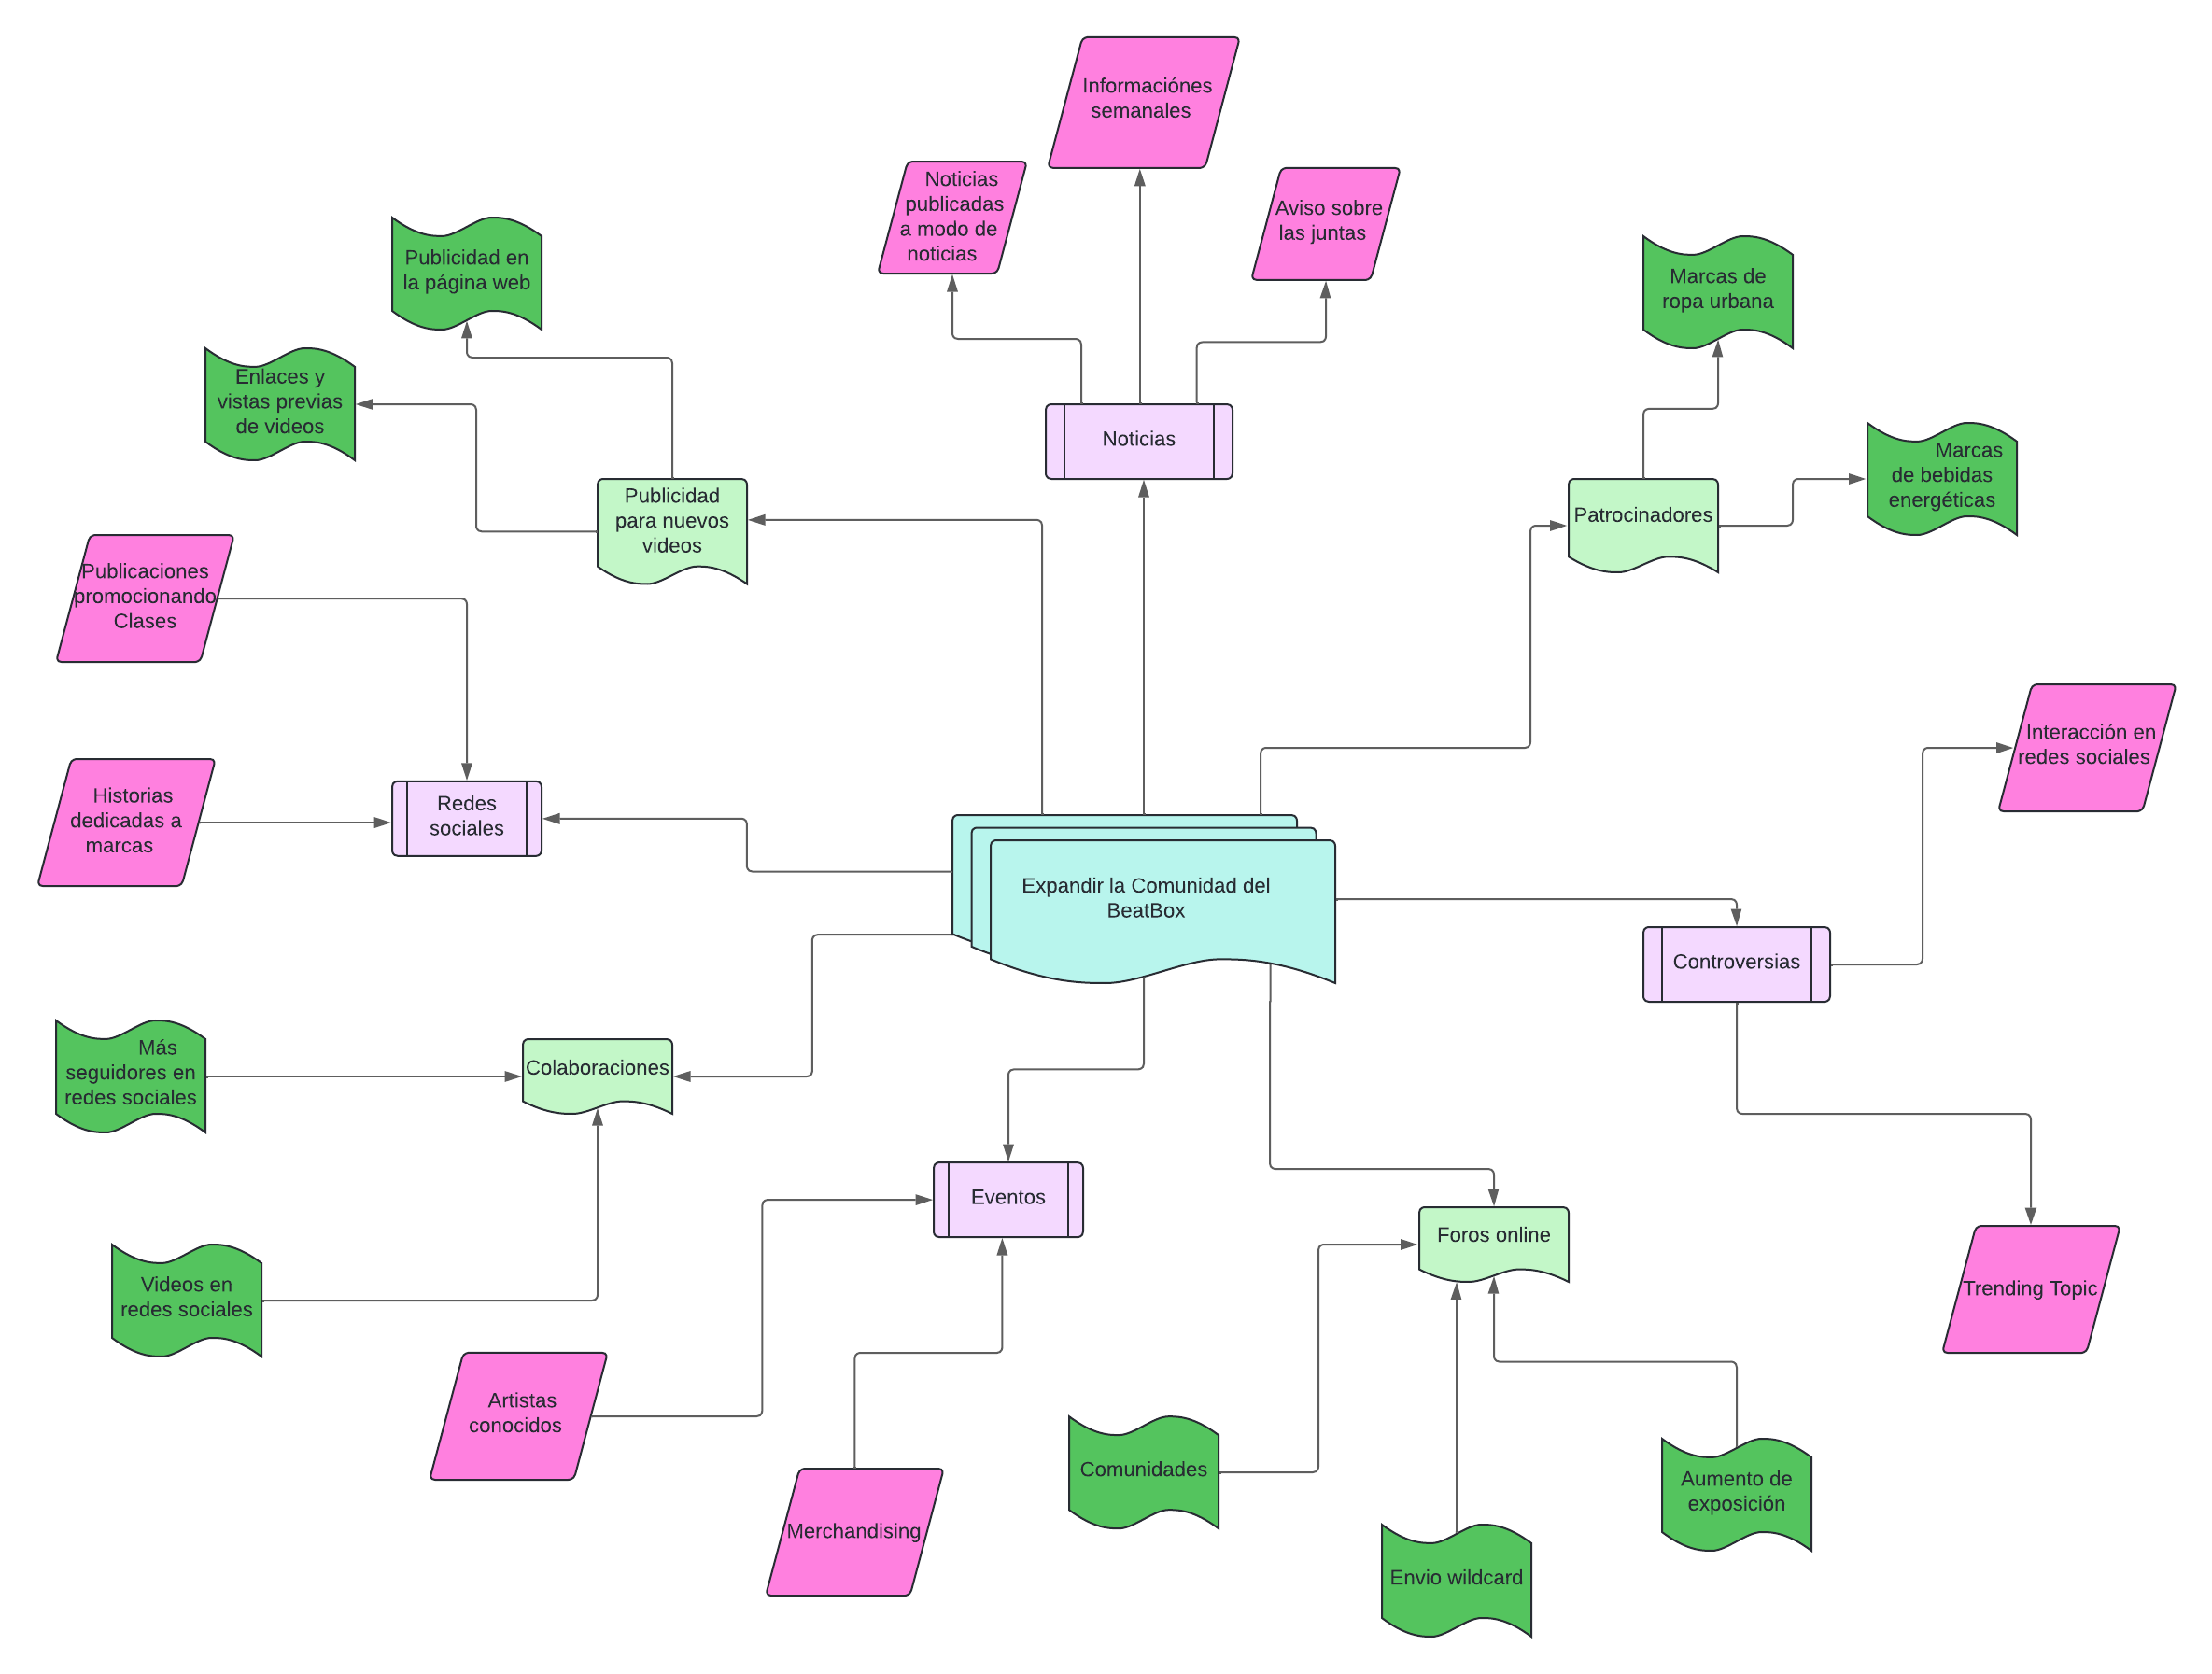 Informaciónes
semanales
Noticias
publicadas
a modo de
noticias
Aviso sobre
las juntas
Publicidad en
la página web
Marcas de
ropa urbana
Enlaces y
vistas previas
de videos
Noticias
Marcas
de bebidas
energéticas
Publicidad
para nuevos
videos
Patrocinadores
Publicaciones
promocionando
Clases
Interacción en
redes sociales
Historias
dedicadas a
marcas
Redes
sociales
Expandir la Comunidad del
BeatBox
Controversias
Más
seguidores en
redes sociales
Colaboraciones
Eventos
Foros online
Videos en
redes sociales
Trending Topic
Artistas
conocidos
Comunidades
Aumento de
exposición
Merchandising
Envio wildcard